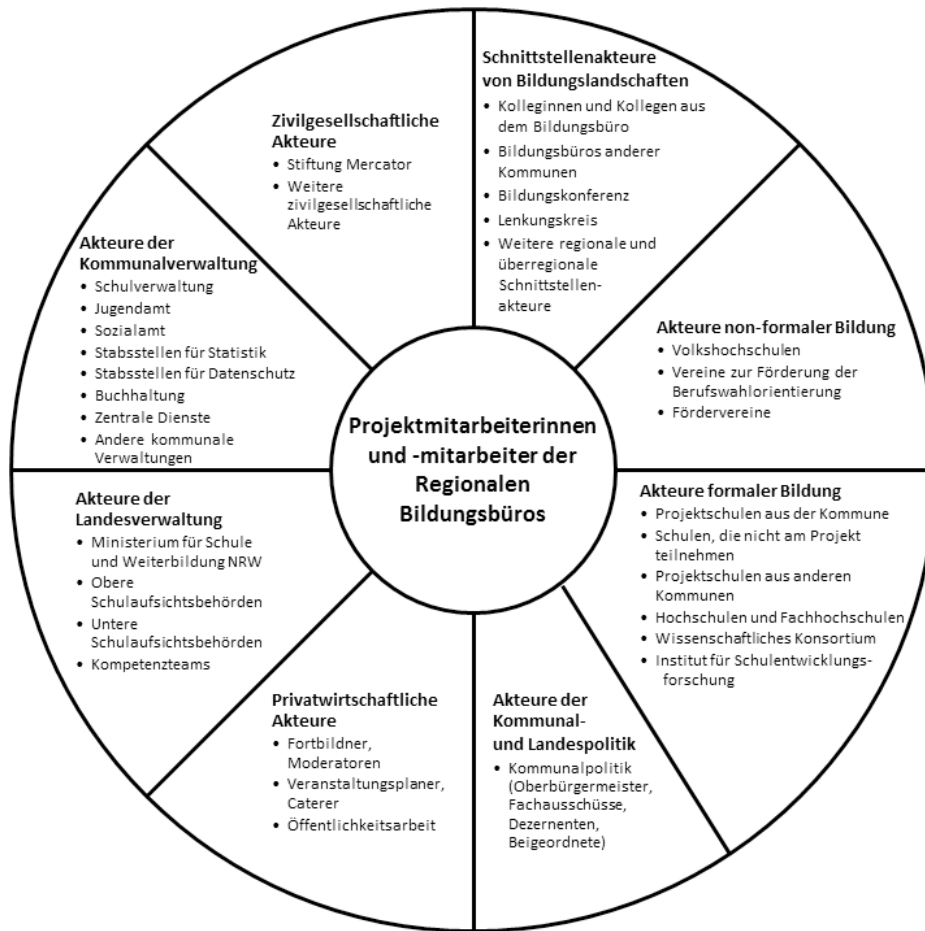 Schnittstellenakteure
von Bildungslandschaften
• Kolleginnen und Kollegen aus
dem Bildungsbüro
• Bildungsbüros anderer
Kommunen
• Bildungskonferenz
• Lenkungskreis
• Weitere regionale und
überregionale
Schnittstellen-
akteure
Akteure non-formaler Bildung
• Volkshochschulen
• Vereine zur Förderung der
Berufswahlorientierung
• Fördervereine
Akteure formaler Bildung
• Projektschulen aus der Kommune
• Schulen, die nicht am Projekt
teilnehmen
• Projektschulen aus anderen
Kommunen
• Hochschulen und Fachhochschulen
• Wissenschaftliches Konsortium
• Institut für Schulentwicklungs-
forschung
Akteure der
Kommunal-
und Landespolitik
• Kommunalpolitik
(Oberbürgermeister,
Fachausschüsse,
Dezernenten,
Beigeordnete)
Privatwirtschaftliche
Akteure
• Fortbildner,
Moderatoren
• Veranstaltungsplaner,
Caterer
• Öffentlichkeitsarbeit
Akteure der
Landesverwaltung
• Ministerium für Schule
und Weiterbildung NRW
• Obere
Schulaufsichtsbehörden
• Untere
Schulaufsichtsbehörden
• Kompetenzteams
Akteure der
Kommunalverwaltung
• Schulverwaltung
• Jugendamt
• Sozialamt
• Stabsstellen für Statistik
• Stabsstellen für Datenschutz
• Buchhaltung
• Zentrale Dienste
• Andere kommunale
Verwaltungen
Zivilgesellschaftliche
Akteure
• Stiftung Mercator
• Weitere
zivilgesellschaftliche
Akteure
Projektmitarbeiterinnen
und -mitarbeiter der
Regionalen
Bildungsbüros